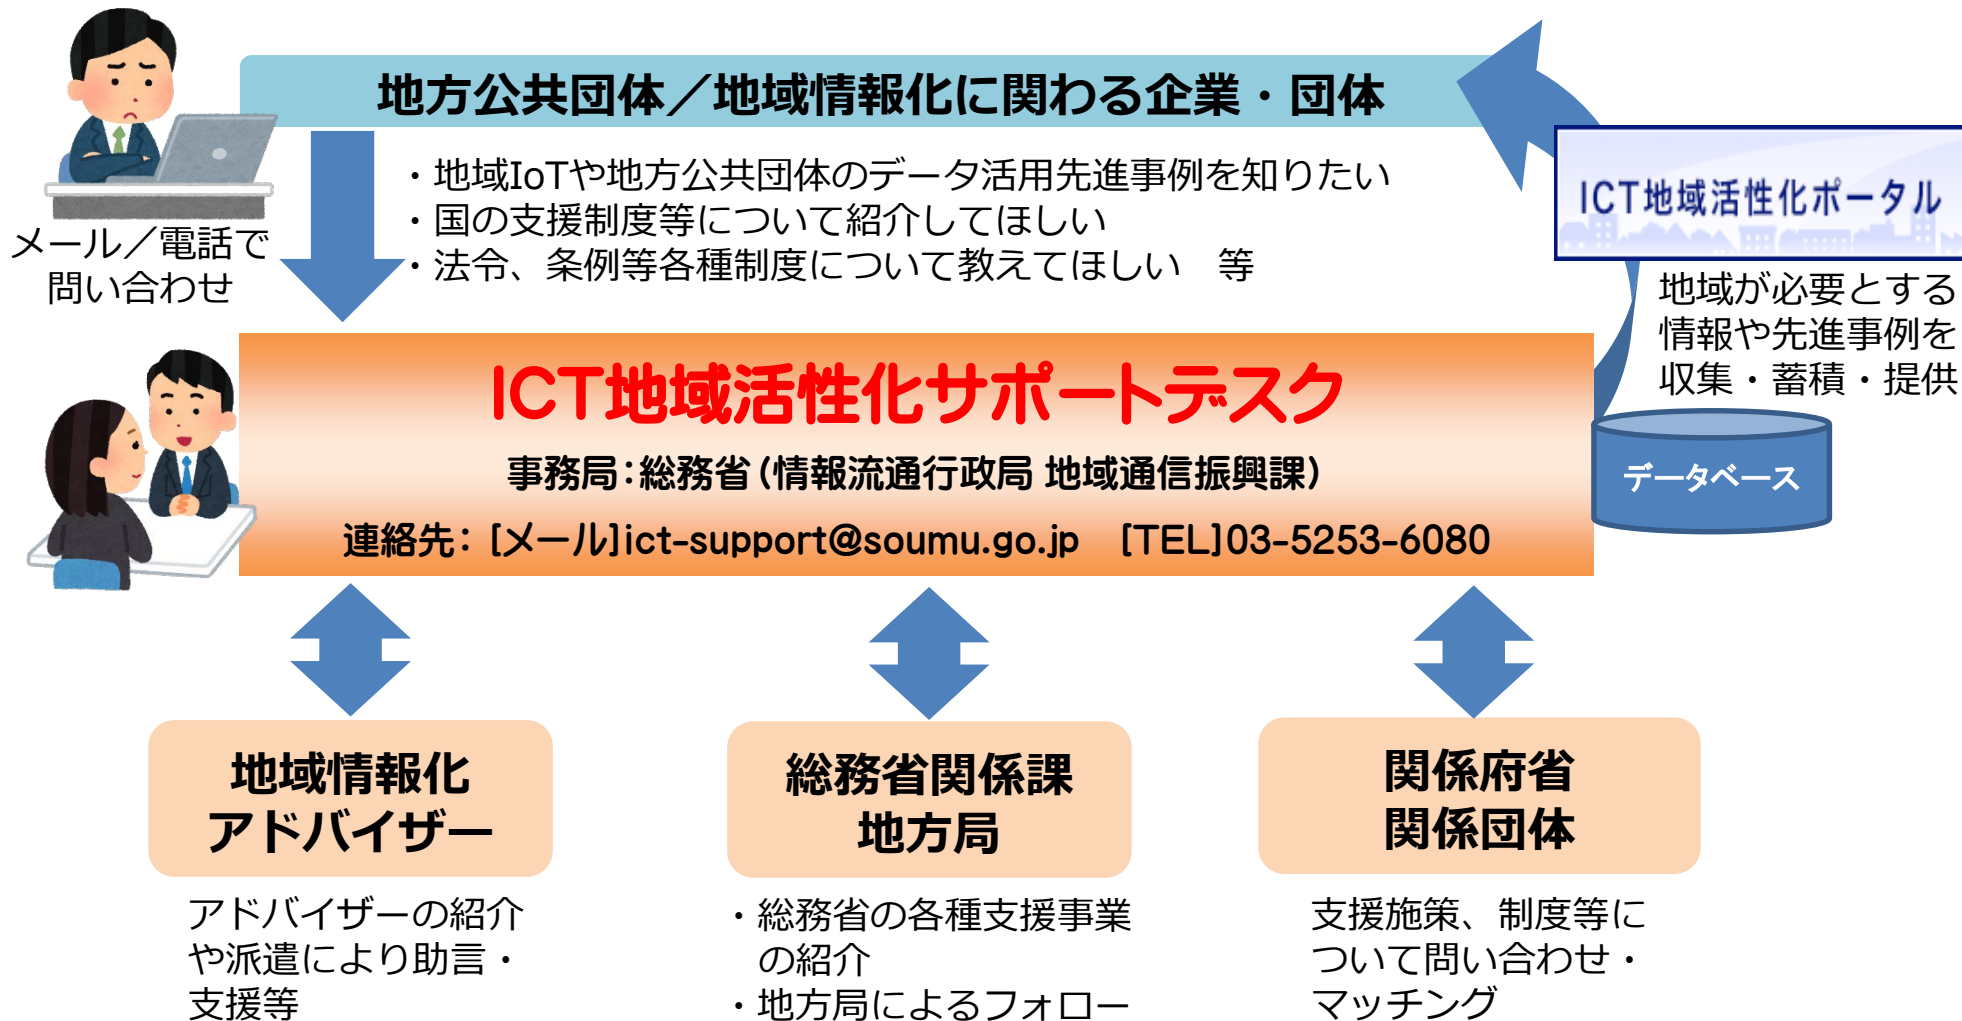 地方公共団体／地域情報化に関わる企業・団体
メール／電話で
問い合わせ
・地域IoTや地方公共団体のデータ活用先進事例を知りたい
・国の支援制度等について紹介してほしい
・法令、条例等各種制度について教えてほしい　等
ICT地域活性化ポータル
地域が必要とする
情報や先進事例を
収集・蓄積・提供
ICT地域活性化サポートデスク
事務局：総務省（情報流通行政局 地域通信振興課）
連絡先： [メール]ict-support@soumu.go.jp　[TEL]03-5253-6080
データベース
地域情報化
アドバイザー
アドバイザーの紹介
や派遣により助言・
支援等
総務省関係課
地方局
・総務省の各種支援事業
の紹介
・地方局によるフォロー
関係府省
関係団体
支援施策、制度等に
ついて問い合わせ・
マッチング